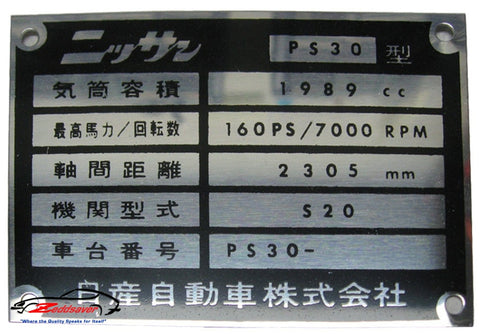 ニッサン PS30 型
気筒容積 1989 cc
最高馬力/回転数 160PS/7000 RPM
軸間距離 2305 mm
機関型式 S20
車台番号 PS30-
日産自動車株式会社
Zeddsaver
"Where the Quality Speaks for Itself"